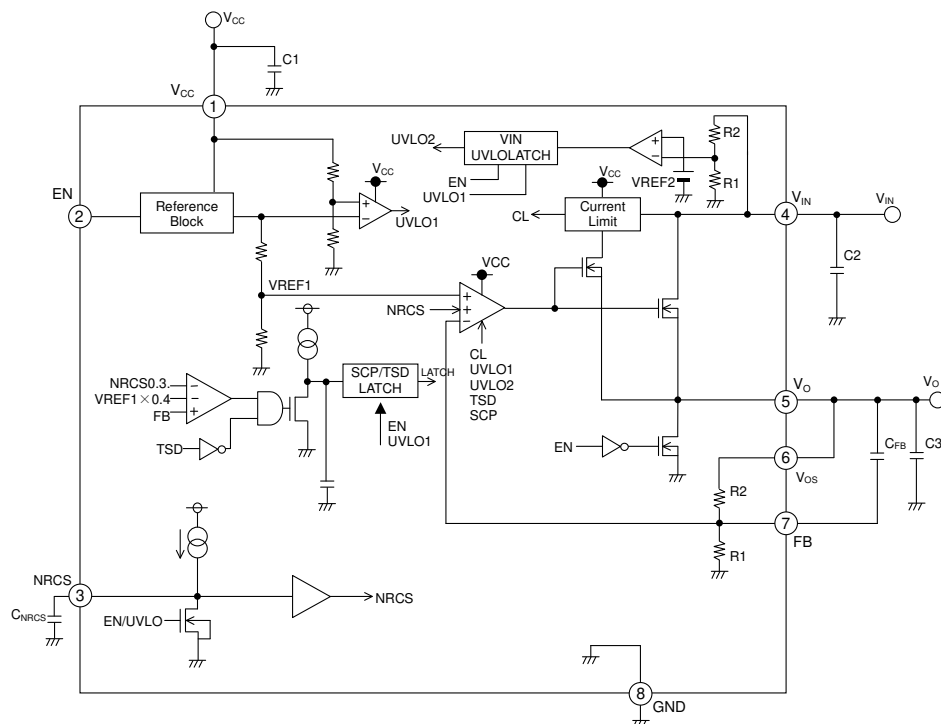 VCC
C1
VCC
1
UVLO2
VIN
UVLOLATCH
R2
EN
UVLO1
VREF2
R1
VCC
VCC
EN
2
Reference
Block
UVLO1
CL
Current
Limit
VIN
4
VIN
C2
VREF1
VCC
NRCS
CL
UVLO1
UVLO2
TSD
SCP
NRCS0.3.
VREF1×0.4
FB
TSD
SCP/TSD
LATCH
LATCH
EN
UVLO1
VO
5
VO
EN
6
VOS
CFB
C3
R2
7
FB
R1
NRCS
3
CNRCS
EN/UVLO
NRCS
8
GND